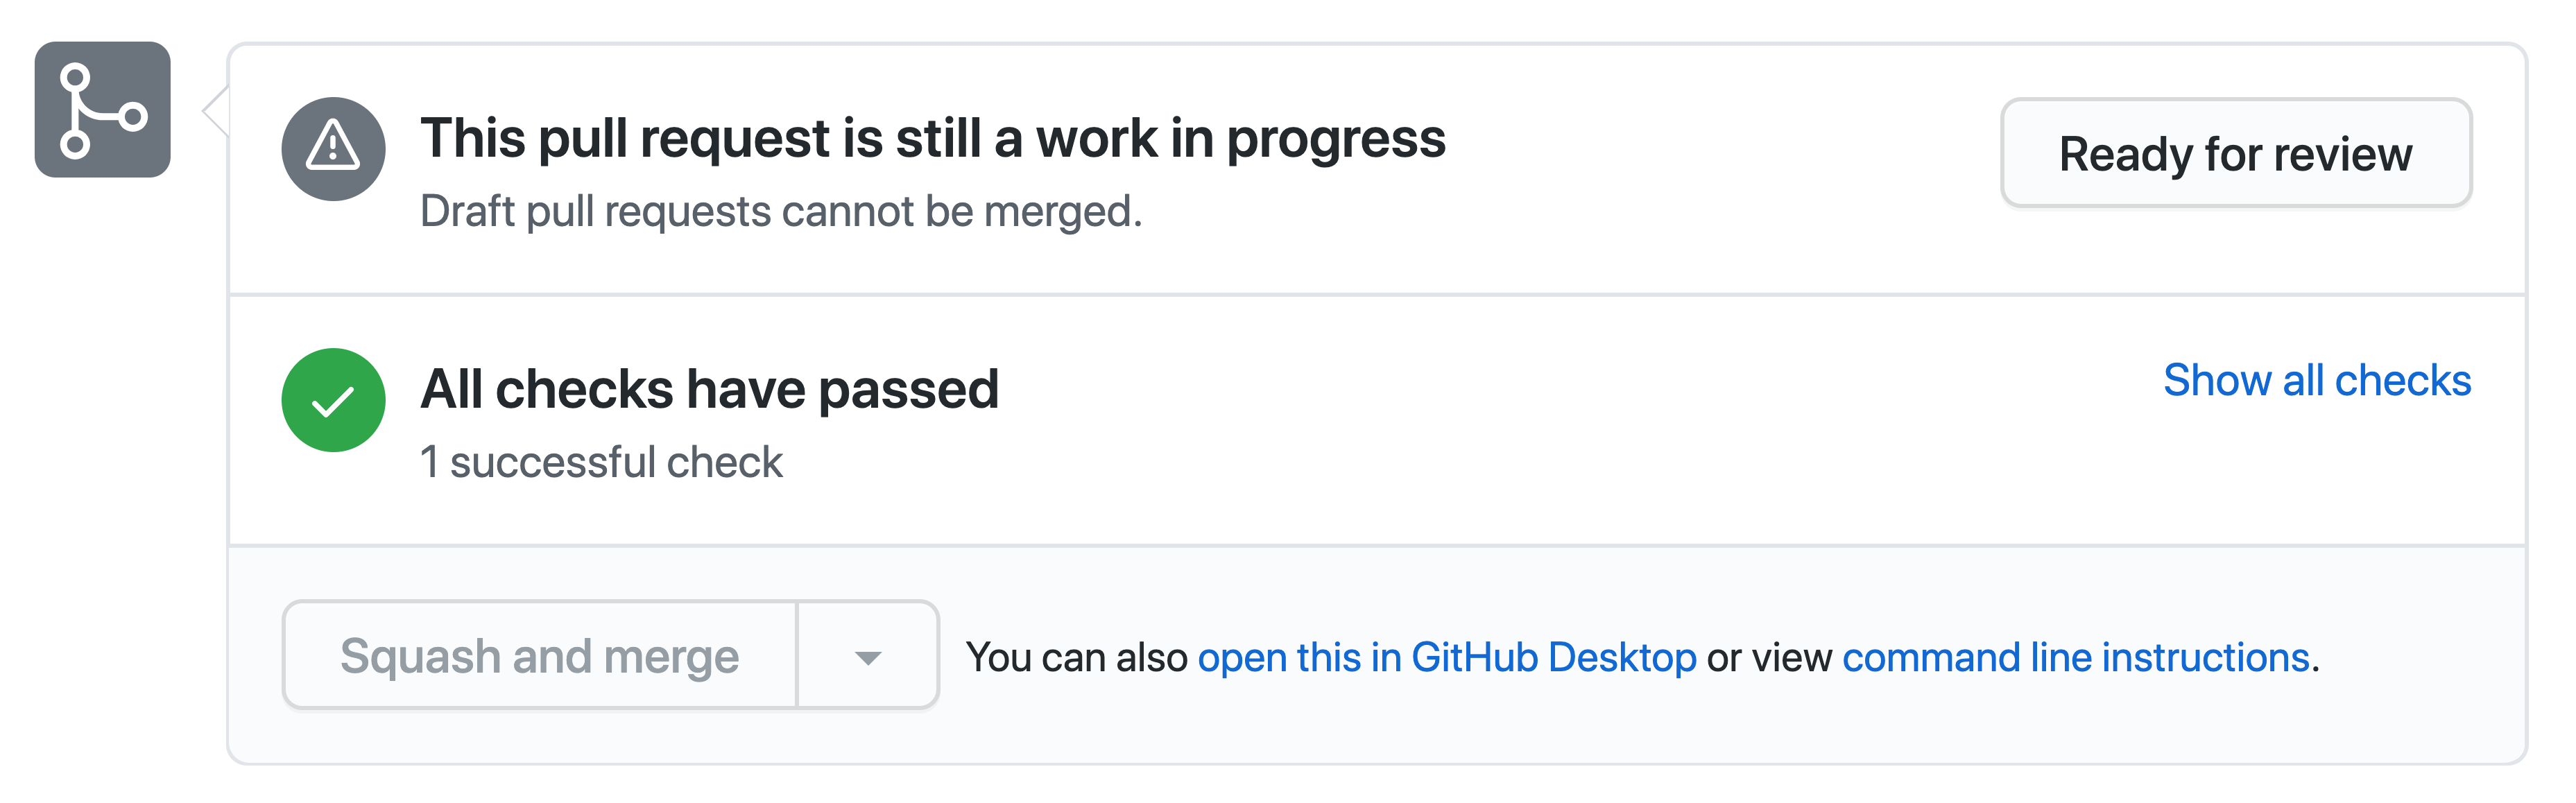 This pull request is still a work in progress
Draft pull requests cannot be merged.
Ready for review
All checks have passed
1 successful check
Show all checks
Squash and merge
You can also open this in GitHub Desktop or view command line instructions.